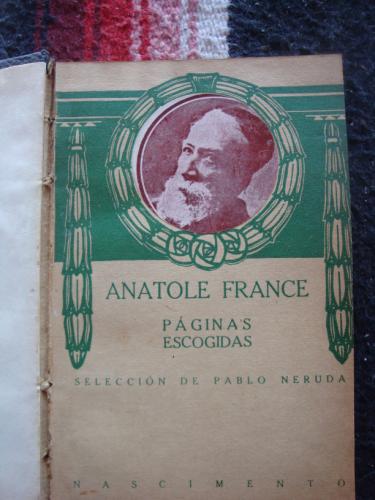 ANATOLE FRANCE
PÁGINAS
ESCOGIDAS
SELECCIÓN DE PABLO NERUDA
NASCIMENTO